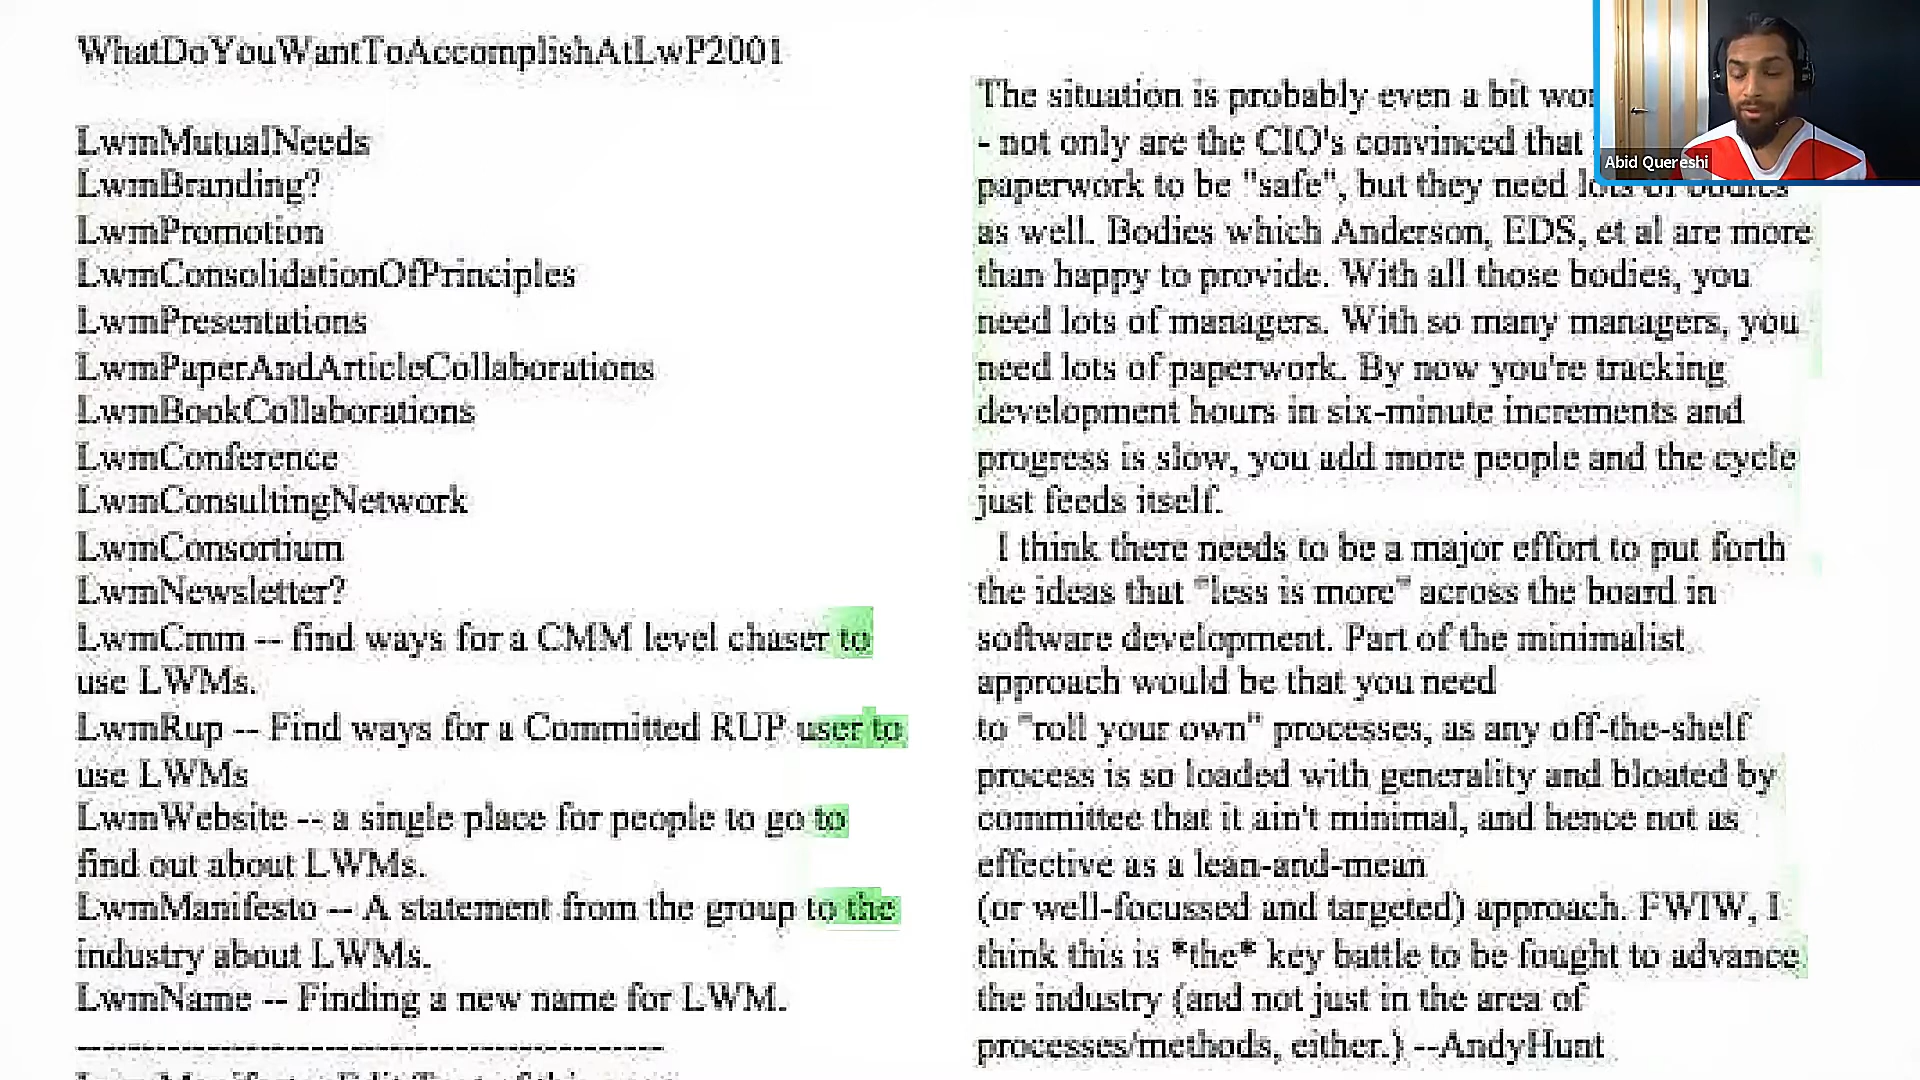 WhatDoYouWantToAccomplishAtLwP2001
LwmMutualNeeds
LwmBranding?
LwmPromotion
LwmConsolidationOfPrinciples
LwmPresentations
LwmPaperAndArticleCollaborations
LwmBookCollaborations
LwmConference
LwmConsultingNetwork
LwmConsortium
LwmNewsletter?
LwmCmm -- find ways for a CMM level chaser to
use LWMs.
LwmRup -- Find ways for a Committed RUP user to
use LWMs
LwmWebsite -- a single place for people to go to
find out about LWMs.
LwmManifesto -- A statement from the group to the
industry about LWMs.
LwmName -- Finding a new name for LWM.
----------------------------------------------
The situation is probably even a bit
- not only are the CIO's convinced that
paperwork to be "safe", but they need lots of bodies
as well. Bodies which Anderson, EDS, et al are more
than happy to provide. With all those bodies, you
need lots of managers. With so many managers, you
need lots of paperwork. By now you're tracking
development hours in six-minute increments and
progress is slow, you add more people and the cycle
just feeds itself.
I think there needs to be a major effort to put forth
the ideas that "less is more" across the board in
software development. Part of the minimalist
approach would be that you need
to "roll your own" processes, as any off-the-shelf
process is so loaded with generality and bloated by
committee that it ain't minimal, and hence not as
effective as a lean-and-mean
(or well-focussed and targeted) approach. FWIW, I
think this is *the* key battle to be fought to advance
the industry (and not just in the area of
processes/methods, either.) --AndyHunt
Abid Quereshi